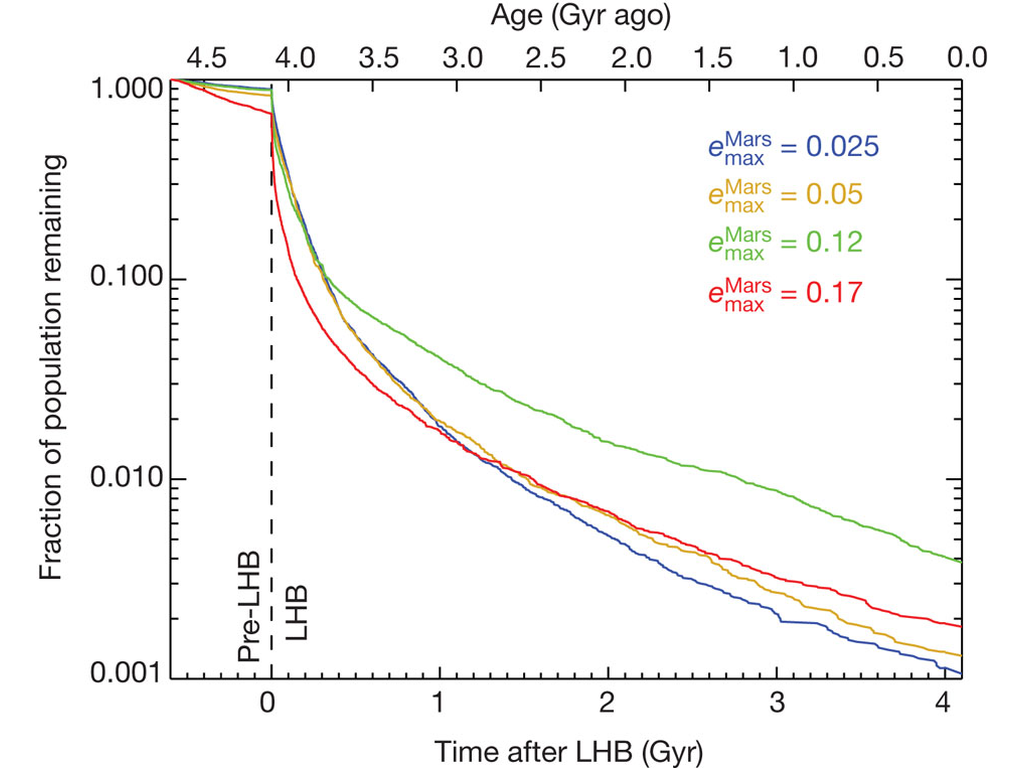 Age (Gyr ago)
4.5 4.0 3.5 3.0 2.5 2.0 1.5 1.0 0.5 0.0
Fraction of population remaining
1.000
0.100
0.010
0.001
e^Mars_max = 0.025
e^Mars_max = 0.05
e^Mars_max = 0.12
e^Mars_max = 0.17
Pre-LHB
LHB
0 1 2 3 4
Time after LHB (Gyr)